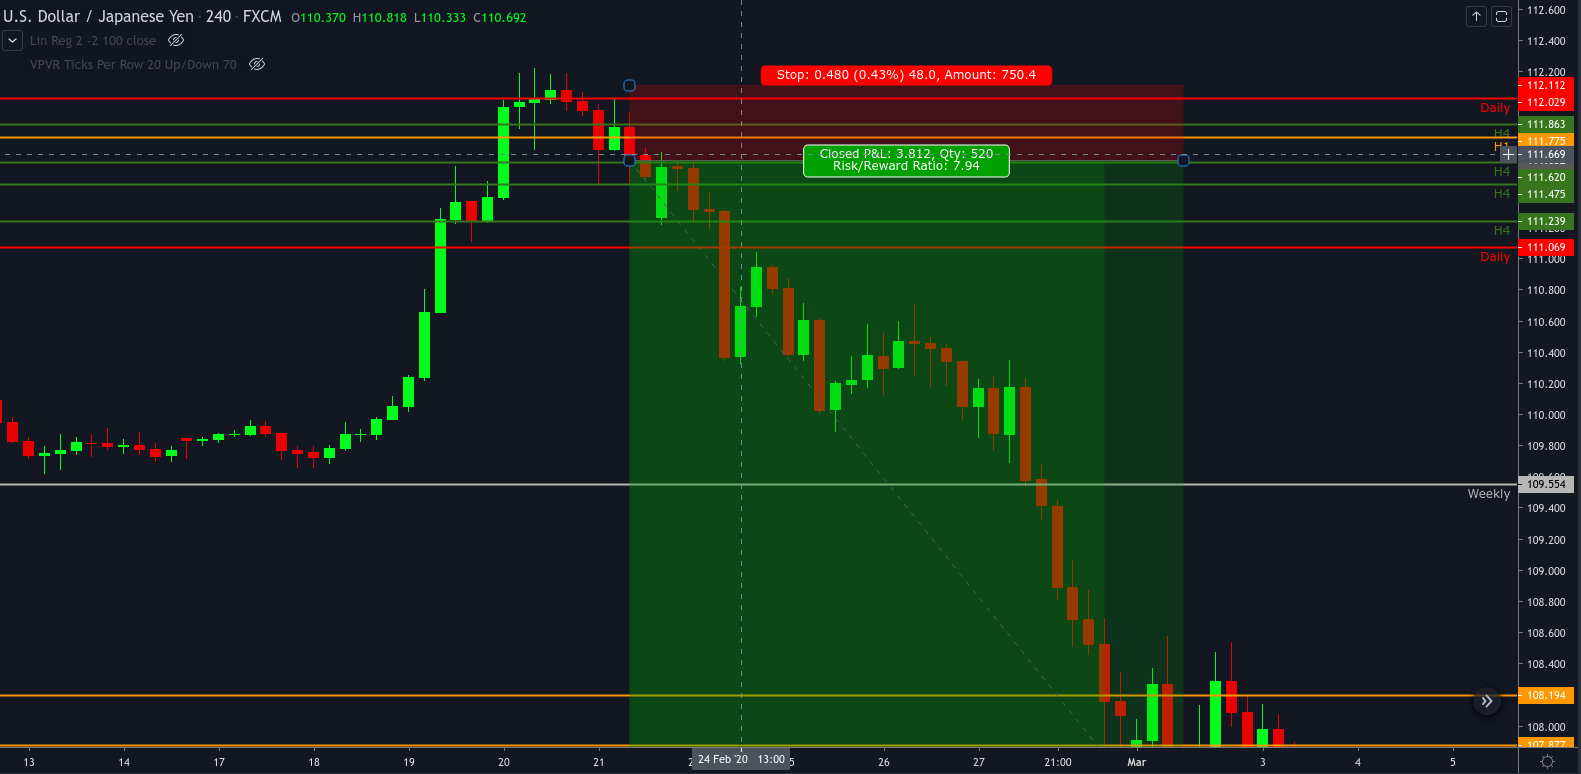 U.S. Dollar / Japanese Yen · 240 · FXCM O110.370 H110.818 L110.333 C110.692
Lin Reg 2 -2 100 close
VPVR Ticks Per Row 20 Up/Down 70
Stop: 0.480 (0.43%) 48.0, Amount: 750.4
Closed P&L: 3.812, Qty: 520
Risk/Reward Ratio: 7.94
Daily
H4
H1
H4
H4
H4
Daily
Weekly
112.600
112.400
112.200
112.112
112.029
111.863
111.775
111.669
111.620
111.475
111.239
111.069
111.000
110.800
110.600
110.400
110.200
110.000
109.800
109.554
109.400
109.200
109.000
108.800
108.600
108.400
108.194
108.000
107.877
13
14
17
18
19
20
21
24 Feb '20 13:00
26
27
21:00
Mar
3
4
5